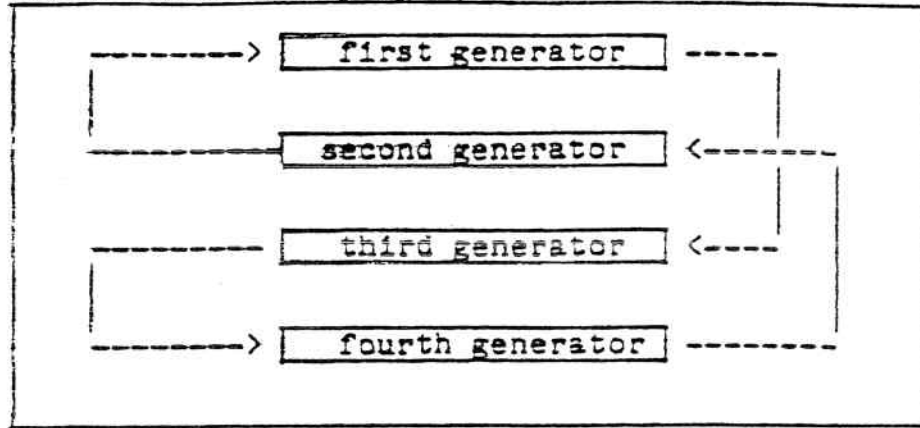 first generator
second generator
third generator
fourth generator